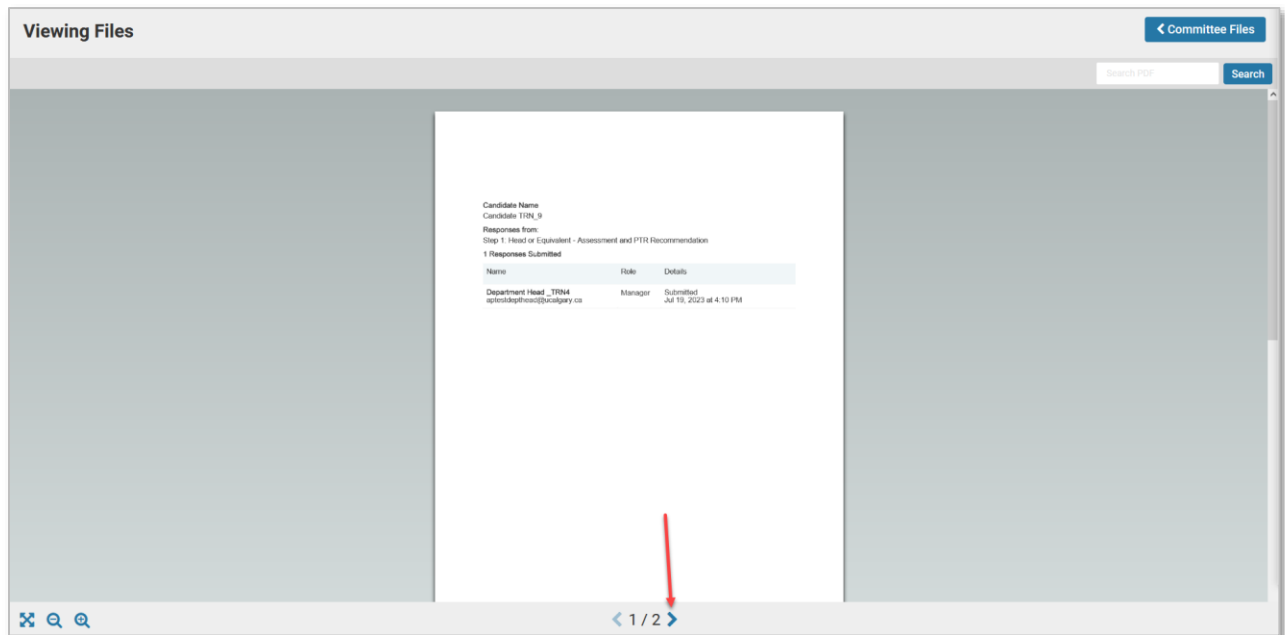 Viewing Files
Committee Files
Search PDF
Search
Candidate Name
Candidate TRN_9
Responses from:
Step 1: Head or Equivalent - Assessment and PTR Recommendation
1 Responses Submitted
Name Role Details
Department Head _TRN4 Manager Submitted
aptestdepthead@ucalgary.ca Jul 19, 2023 at 4:10 PM
1 / 2